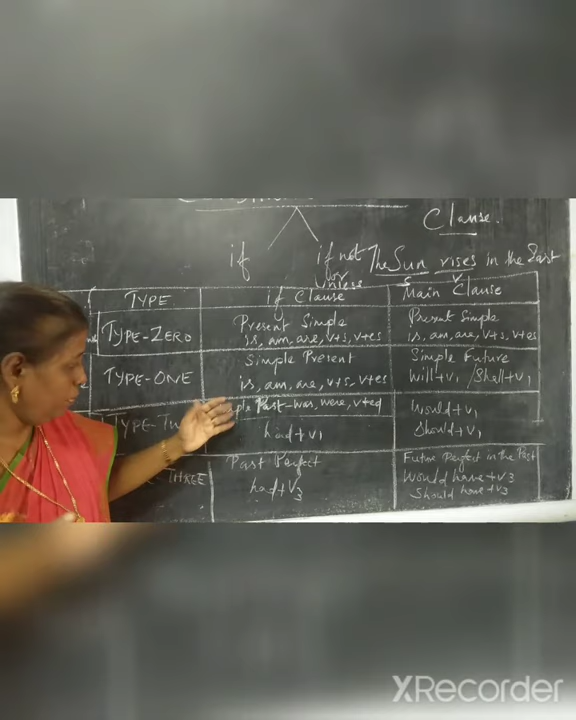 Clause.
if if not The Sun rises in the East
or
Unless S V
TYPE if Clause Main Clause
TYPE-ZERO Present Simple Present Simple
is, am, are, v+s, v+es is, am, are, v+s, v+es
TYPE-ONE Simple Present Simple Future
is, am, are, v+s, v+es Will+V1 / Shall+V1
Past-was, were, v+ed Would+V1
had+V1 Should+V1
THREE Past Perfect Future Perfect in the Past
had+V3 Would have+V3
Should have+V3
XRecorder